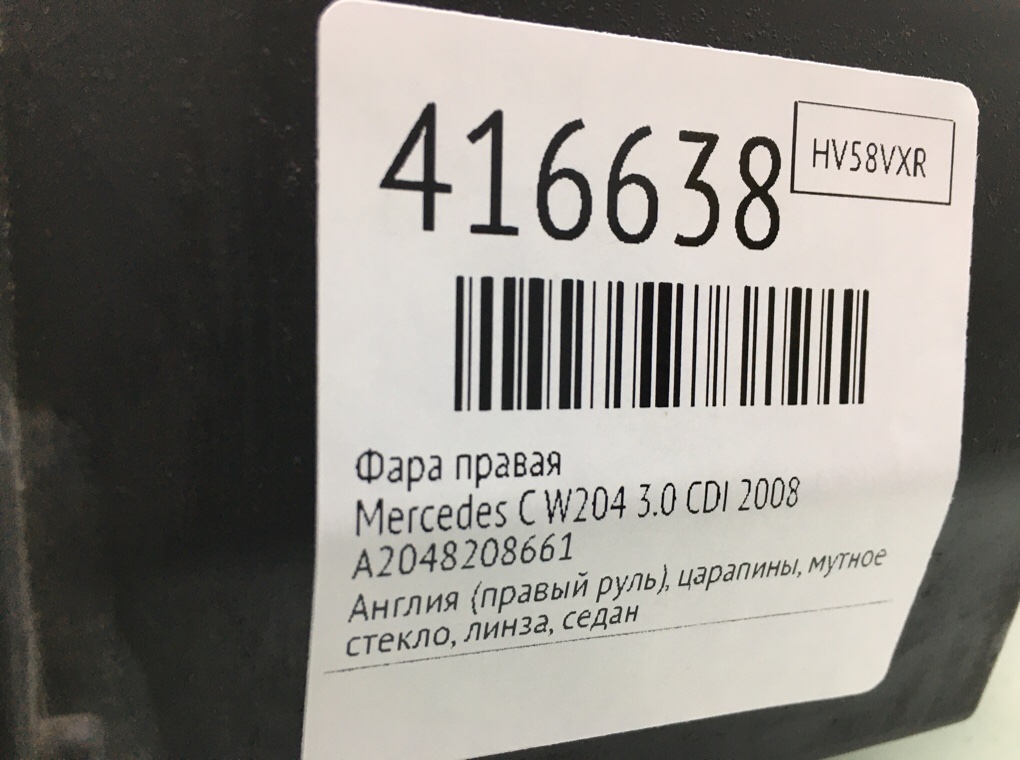 416638
HV58VXR
Фара правая
Mercedes C W204 3.0 CDI 2008
A2048208661
Англия (правый руль), царапины, мутное
стекло, линза, седан